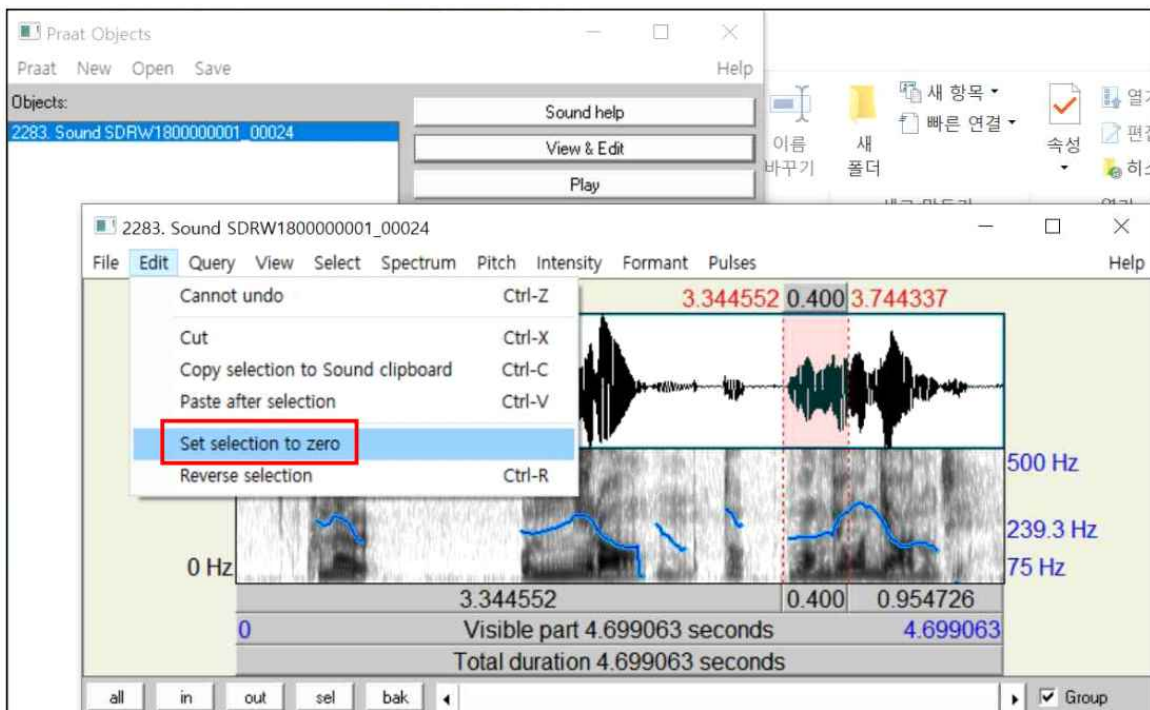 Praat Objects
Praat New Open Save Help
Objects:
2283. Sound SDRW1800000001_00024
Sound help
View & Edit
Play
이름
바꾸기
새
폴더
새 항목
빠른 연결
속성
열기
편집
2283. Sound SDRW1800000001_00024
File Edit Query View Select Spectrum Pitch Intensity Formant Pulses Help
Cannot undo Ctrl-Z
Cut Ctrl-X
Copy selection to Sound clipboard Ctrl-C
Paste after selection Ctrl-V
Set selection to zero
Reverse selection Ctrl-R
3.344552 0.400 3.744337
500 Hz
239.3 Hz
0 Hz 75 Hz
3.344552 0.400 0.954726
0 Visible part 4.699063 seconds 4.699063
Total duration 4.699063 seconds
all in out sel bak Group